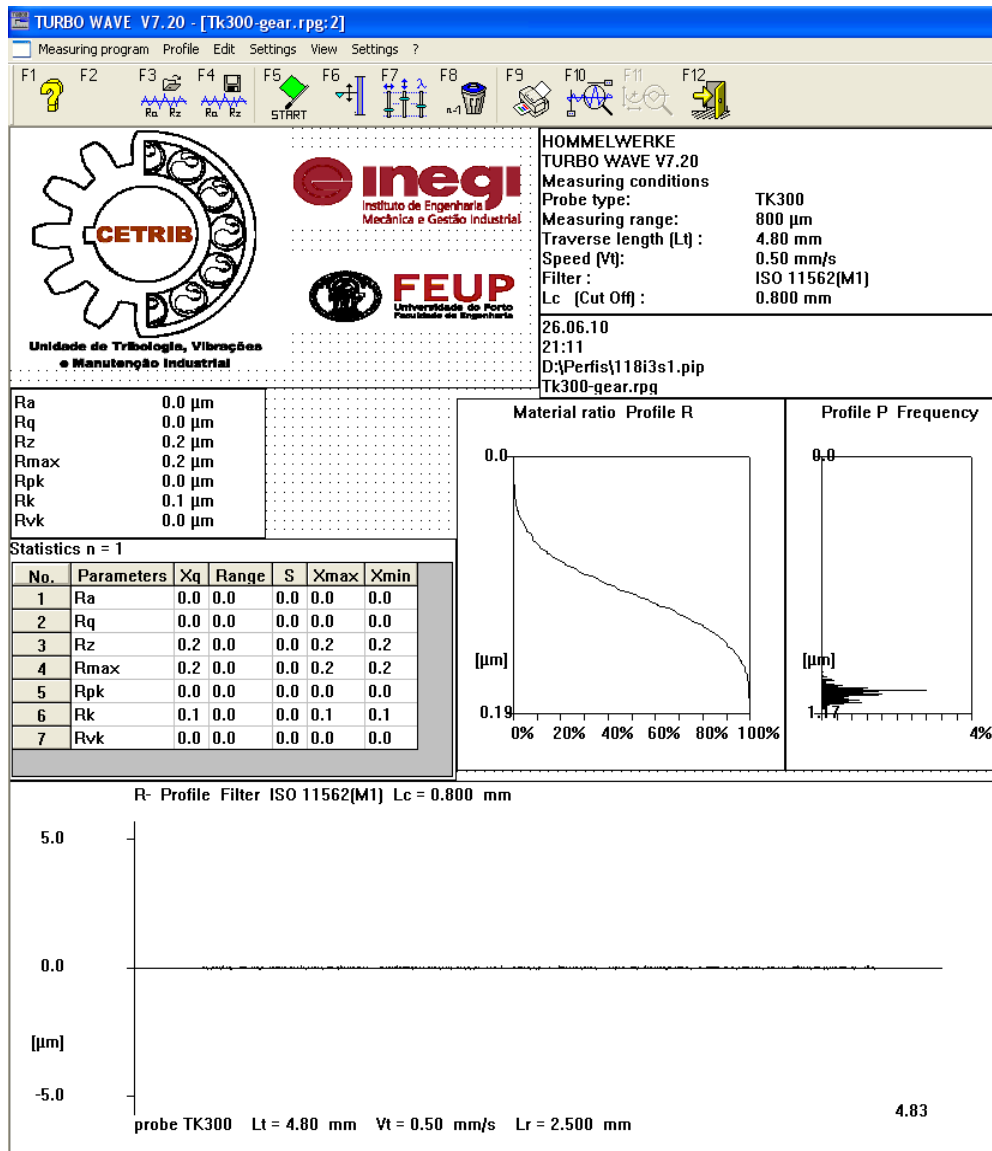 TURBO WAVE V7.20 - [Tk300-gear.rpg:2]
Measuring program Profile Edit Settings View Settings ?
F1 F2 F3 F4 F5 F6 F7 F8 F9 F10 F11 F12
Ra Rz Ra Rz START n-1
CETRIB
Unidade de Tribologia, Vibrações
e Manutenção Industrial
inegi
Instituto de Engenharia
Mecânica e Gestão Industrial
FEUP
Universidade do Porto
Faculdade de Engenharia
HOMMELWERKE
TURBO WAVE V7.20
Measuring conditions
Probe type: TK300
Measuring range: 800 µm
Traverse length (Lt) : 4.80 mm
Speed (Vt): 0.50 mm/s
Filter : ISO 11562(M1)
Lc (Cut Off) : 0.800 mm
26.06.10
21:11
D:\Perfis\118i3s1.pip
Tk300-gear.rpg
Ra 0.0 µm
Rq 0.0 µm
Rz 0.2 µm
Rmax 0.2 µm
Rpk 0.0 µm
Rk 0.1 µm
Rvk 0.0 µm
Statistics n = 1
No. Parameters Xq Range S Xmax Xmin
1 Ra 0.0 0.0 0.0 0.0 0.0
2 Rq 0.0 0.0 0.0 0.0 0.0
3 Rz 0.2 0.0 0.0 0.2 0.2
4 Rmax 0.2 0.0 0.0 0.2 0.2
5 Rpk 0.0 0.0 0.0 0.0 0.0
6 Rk 0.1 0.0 0.0 0.1 0.1
7 Rvk 0.0 0.0 0.0 0.0 0.0
Material ratio Profile R
0.0
[µm]
0.19
0% 20% 40% 60% 80% 100%
Profile P Frequency
0.0
[µm]
1.17
4%
R- Profile Filter ISO 11562(M1) Lc = 0.800 mm
5.0
0.0
[µm]
-5.0
4.83
probe TK300 Lt = 4.80 mm Vt = 0.50 mm/s Lr = 2.500 mm